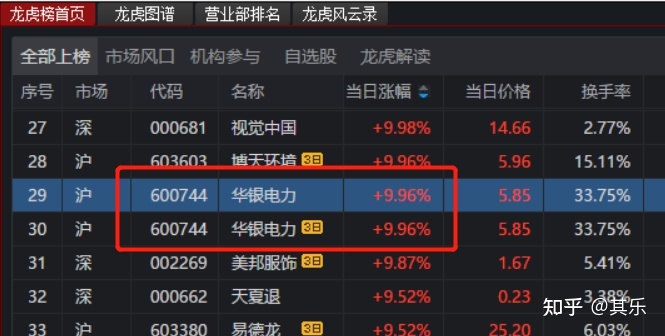 龙虎榜首页 龙虎图谱 营业部排名 龙虎风云录
全部上榜 市场风口 机构参与 自选股 龙虎解读
序号 市场 代码 名称 当日涨幅 当日价格 换手率
27 深 000681 视觉中国 +9.98% 14.66 2.77%
28 沪 603603 博天环境 3日 +9.96% 5.96 15.11%
29 沪 600744 华银电力 +9.96% 5.85 33.75%
30 沪 600744 华银电力 3日 +9.96% 5.85 33.75%
31 深 002269 美邦服饰 3日 +9.87% 1.67 5.41%
32 深 000662 天夏退 +9.52% 0.23 3.38%
33 沪 603380 易德龙 3日 +9.52% 25.20 6.03%
知乎 @其乐